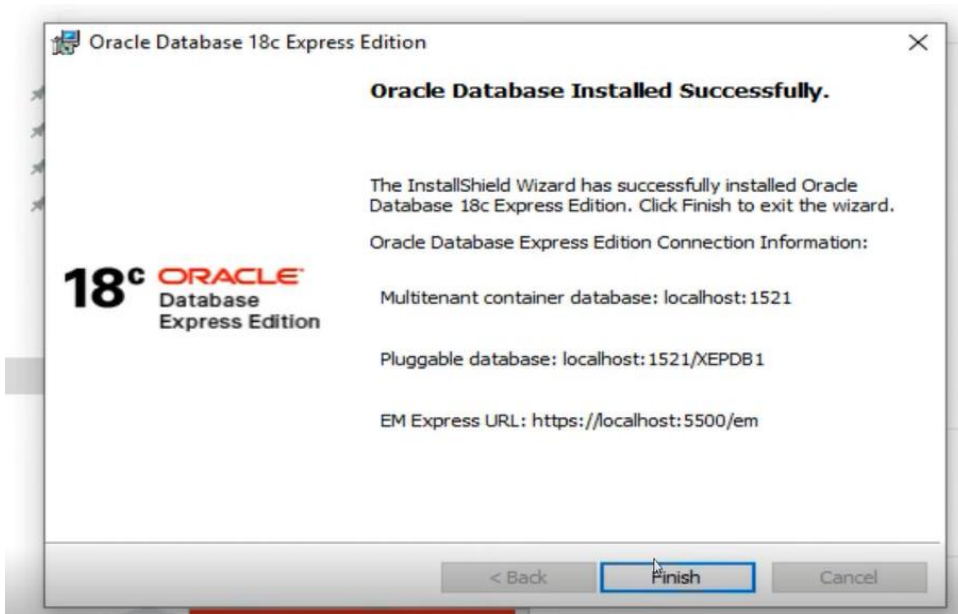 Oracle Database 18c Express Edition
Oracle Database Installed Successfully.
The InstallShield Wizard has successfully installed Oracle
Database 18c Express Edition. Click Finish to exit the wizard.
Oracle Database Express Edition Connection Information:
18c ORACLE
Database
Express Edition
Multitenant container database: localhost:1521
Pluggable database: localhost:1521/XEPDB1
EM Express URL: https://localhost:5500/em
< Back
Finish
Cancel